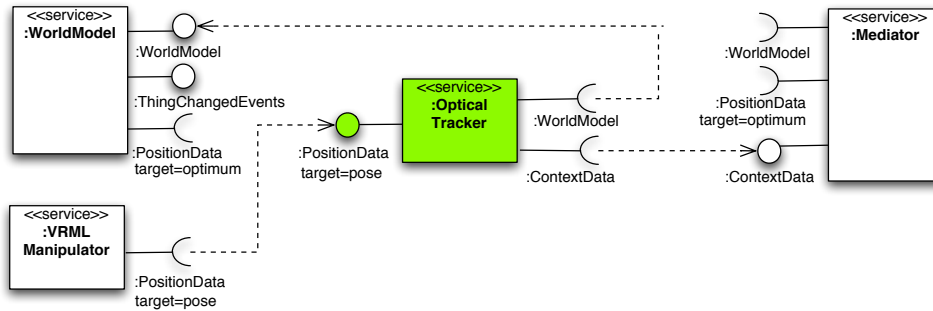 <<service>>
:WorldModel
:WorldModel
:ThingChangedEvents
:PositionData
target=optimum
<<service>>
:VRML
Manipulator
:PositionData
target=pose
:PositionData
target=pose
<<service>>
:Optical
Tracker
:WorldModel
:ContextData
<<service>>
:Mediator
:WorldModel
:PositionData
target=optimum
:ContextData